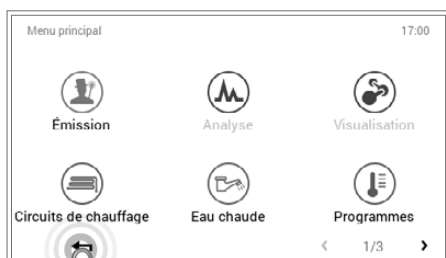 Menu principal 17:00
Émission Analyse Visualisation
Circuits de chauffage Eau chaude Programmes
< 1/3 >